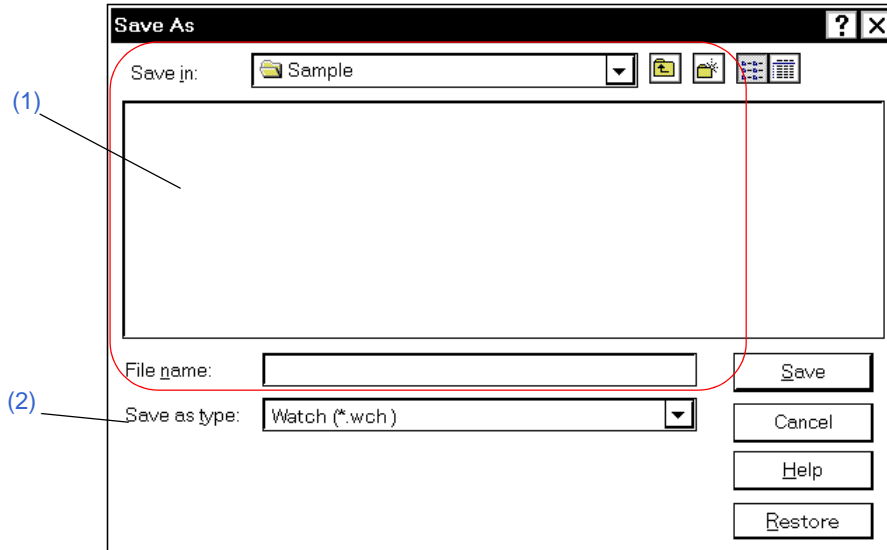 Save As
Save in: Sample
(1)
File name: Save
(2)
Save as type: Watch (*.wch)
Cancel
Help
Restore